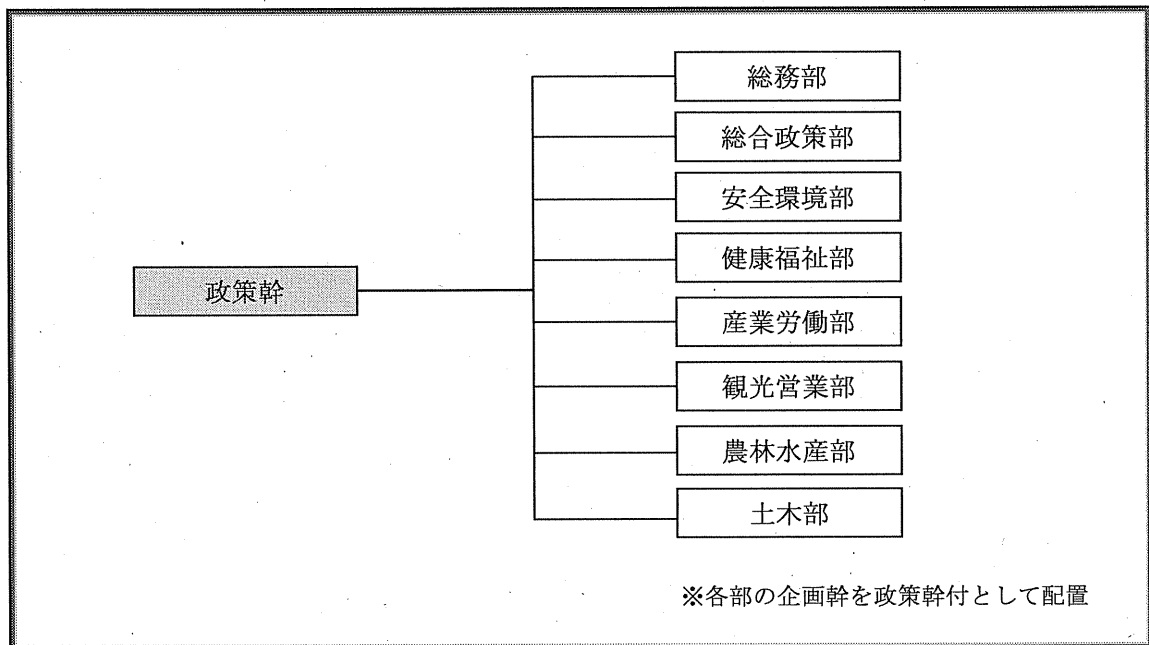 総務部
総合政策部
安全環境部
健康福祉部
政策幹
産業労働部
観光営業部
農林水産部
土木部
※各部の企画幹を政策幹付として配置